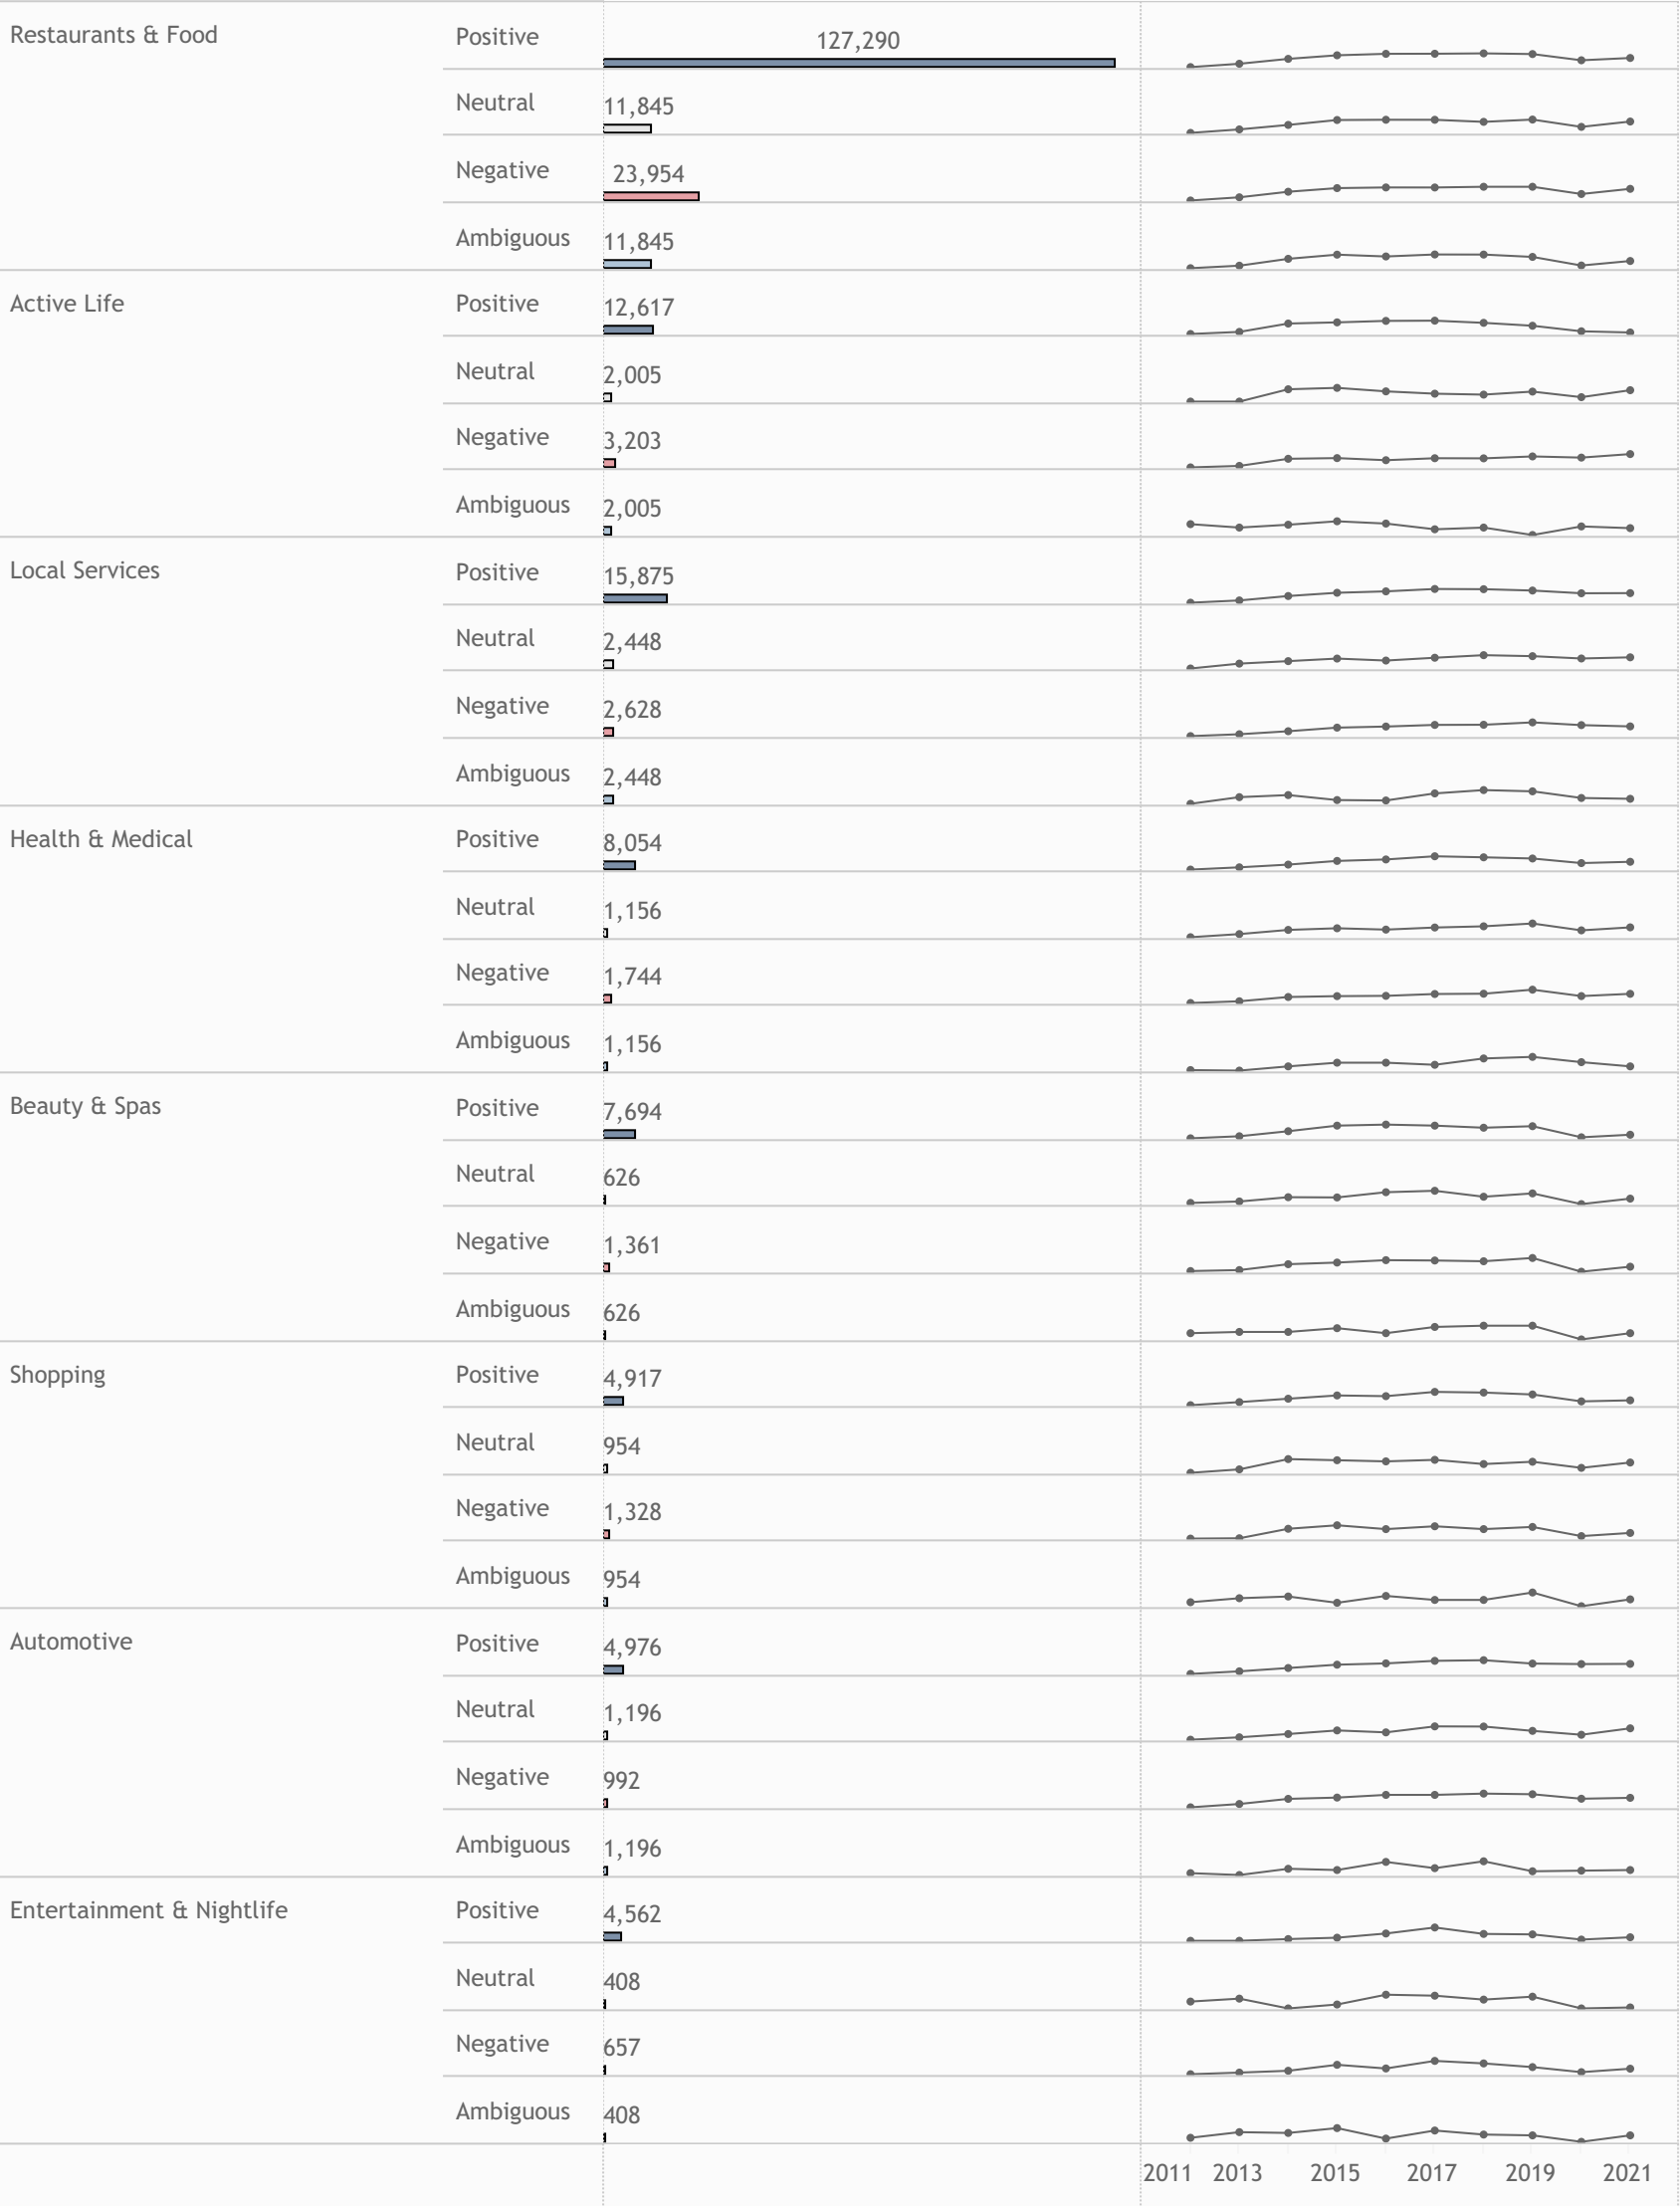 Restaurants & Food
Positive
127,290
Neutral
11,845
Negative
23,954
Ambiguous
11,845
Active Life
Positive
12,617
Neutral
2,005
Negative
3,203
Ambiguous
2,005
Local Services
Positive
15,875
Neutral
2,448
Negative
2,628
Ambiguous
2,448
Health & Medical
Positive
8,054
Neutral
1,156
Negative
1,744
Ambiguous
1,156
Beauty & Spas
Positive
7,694
Neutral
626
Negative
1,361
Ambiguous
626
Shopping
Positive
4,917
Neutral
954
Negative
1,328
Ambiguous
954
Automotive
Positive
4,976
Neutral
1,196
Negative
992
Ambiguous
1,196
Entertainment & Nightlife
Positive
4,562
Neutral
408
Negative
657
Ambiguous
408
2011 2013 2015 2017 2019 2021